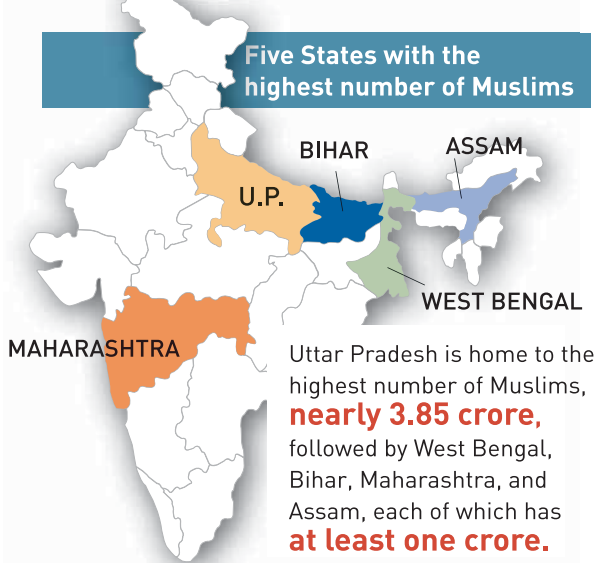 Five States with the
highest number of Muslims
BIHAR
ASSAM
U.P.
WEST BENGAL
MAHARASHTRA
Uttar Pradesh is home to the
highest number of Muslims,
nearly 3.85 crore,
followed by West Bengal,
Bihar, Maharashtra, and
Assam, each of which has
at least one crore.